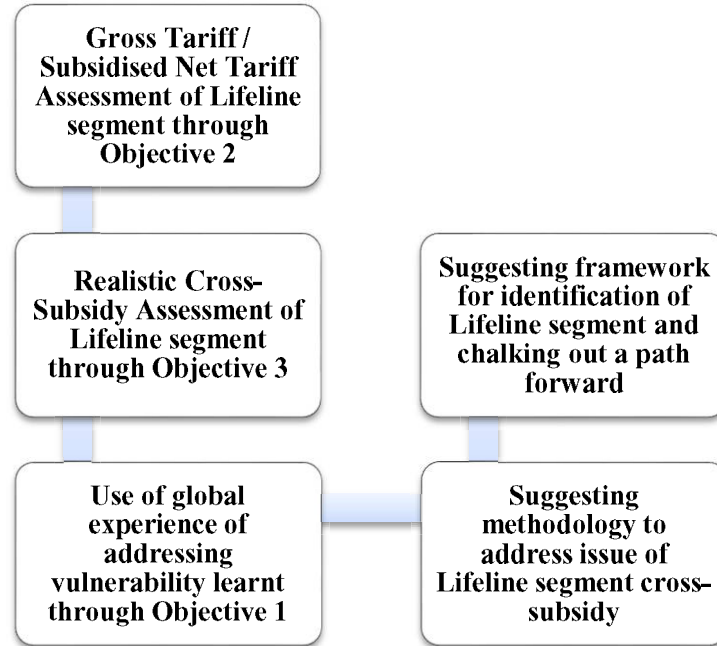 Gross Tariff /
Subsidised Net Tariff
Assessment of Lifeline
segment through
Objective 2
Realistic Cross-
Subsidy Assessment of
Lifeline segment
through Objective 3
Use of global
experience of
addressing
vulnerability learnt
through Objective 1
Suggesting
methodology to
address issue of
Lifeline segment cross-
subsidy
Suggesting framework
for identification of
Lifeline segment and
chalking out a path
forward